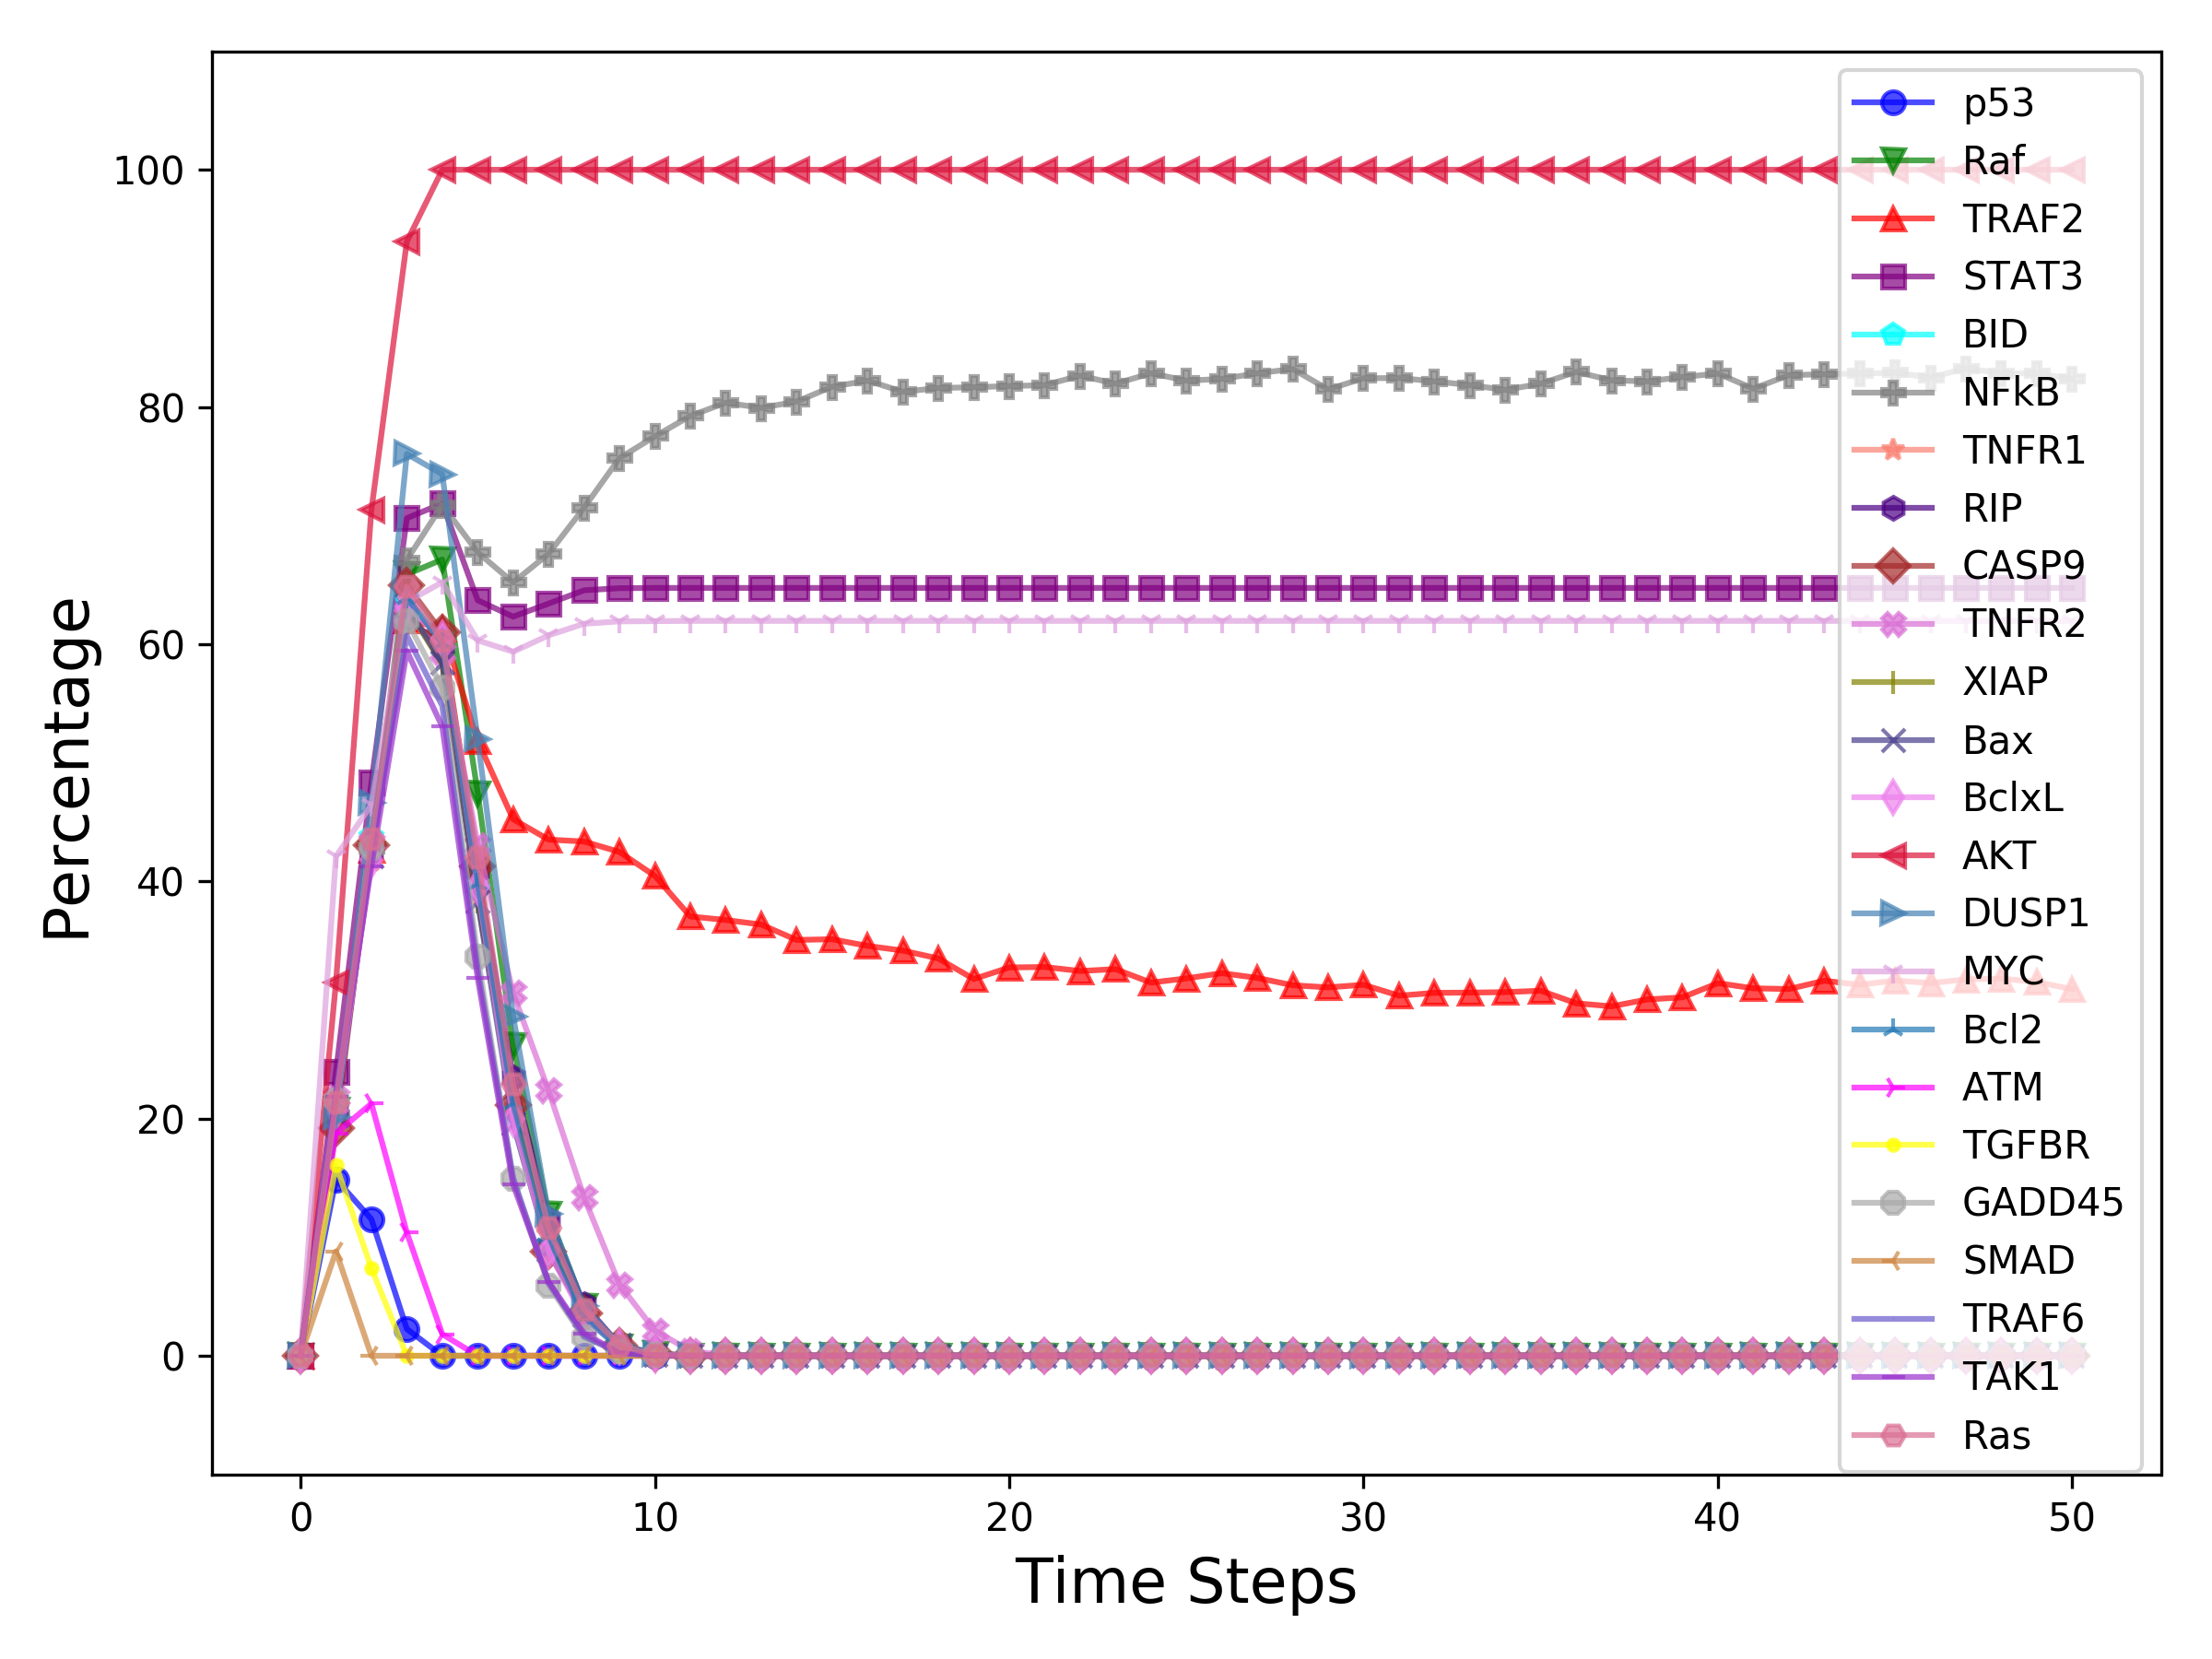 100
80
60
40
20
0
Percentage
0 10 20 30 40 50
Time Steps
p53
Raf
TRAF2
STAT3
BID
NFkB
TNFR1
RIP
CASP9
TNFR2
XIAP
Bax
BclxL
AKT
DUSP1
MYC
Bcl2
ATM
TGFBR
GADD45
SMAD
TRAF6
TAK1
Ras